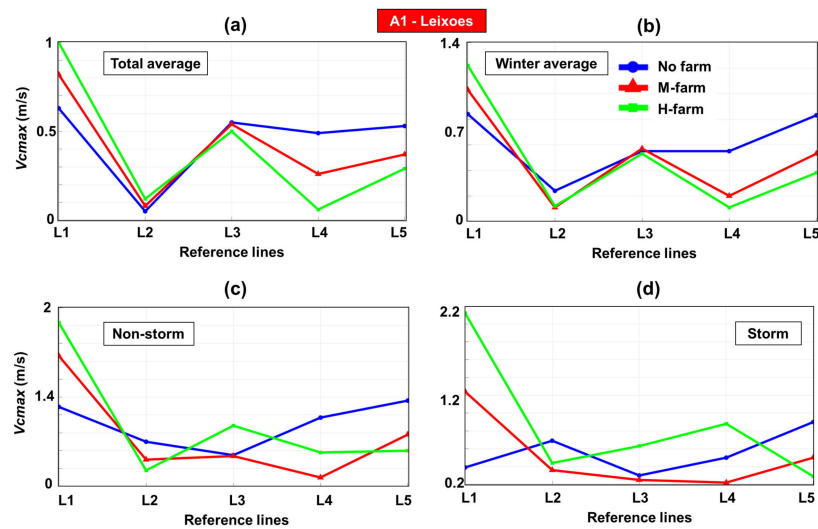 A1 - Leixoes
(a)
Total average
1
0.5
0
Vcmax (m/s)
L1 L2 L3 L4 L5
Reference lines
(b)
Winter average
No farm
M-farm
H-farm
1.4
0.7
0
L1 L2 L3 L4 L5
Reference lines
(c)
Non-storm
2
1.4
0
Vcmax (m/s)
L1 L2 L3 L4 L5
Reference lines
(d)
Storm
2.2
1.2
0.2
L1 L2 L3 L4 L5
Reference lines